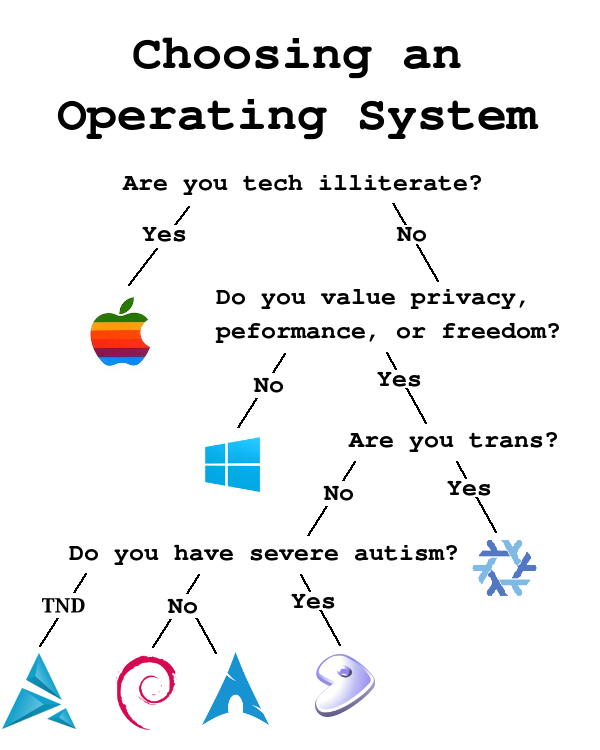 Choosing an
Operating System
Are you tech illiterate?
Yes
No
Do you value privacy,
peformance, or freedom?
No
Yes
Are you trans?
No
Yes
Do you have severe autism?
TND
No
Yes